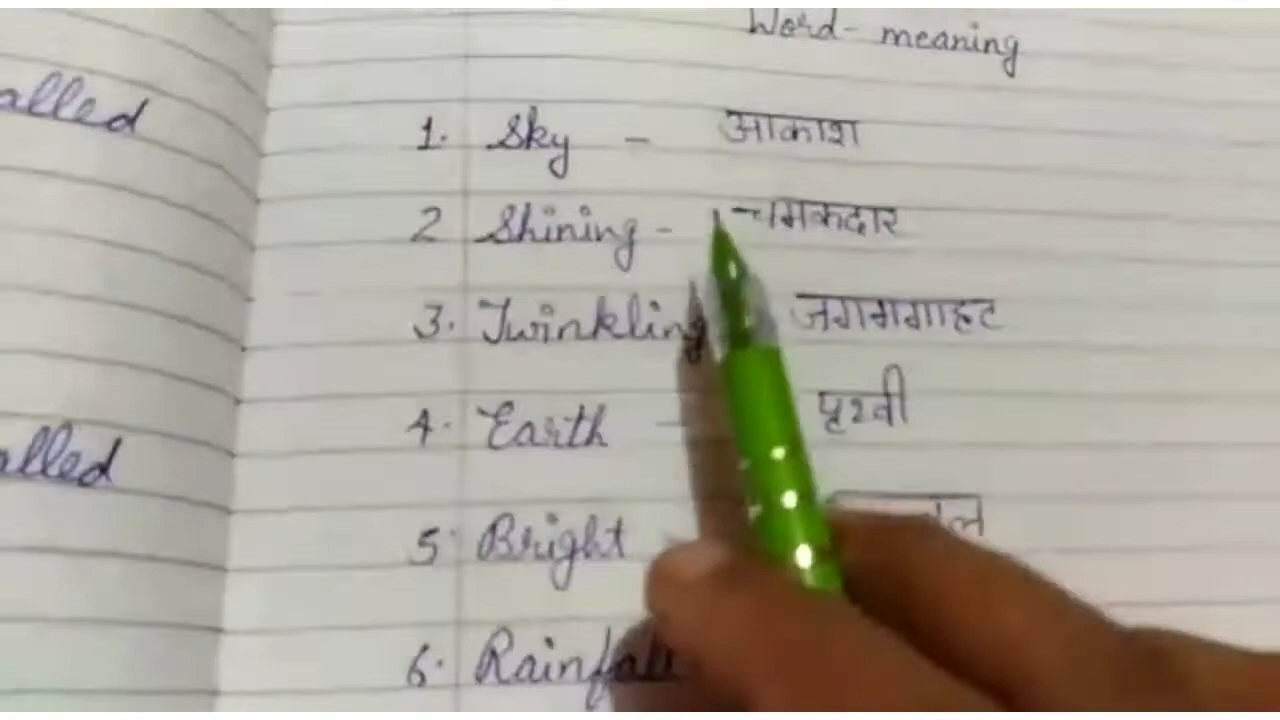 alled
alled
Word- meaning
1. Sky - आकाश
2 Shining - चमकदार
3. Twinkling जगमगाहट
4. Earth - पृथ्वी
5. Bright
6. Rainfall